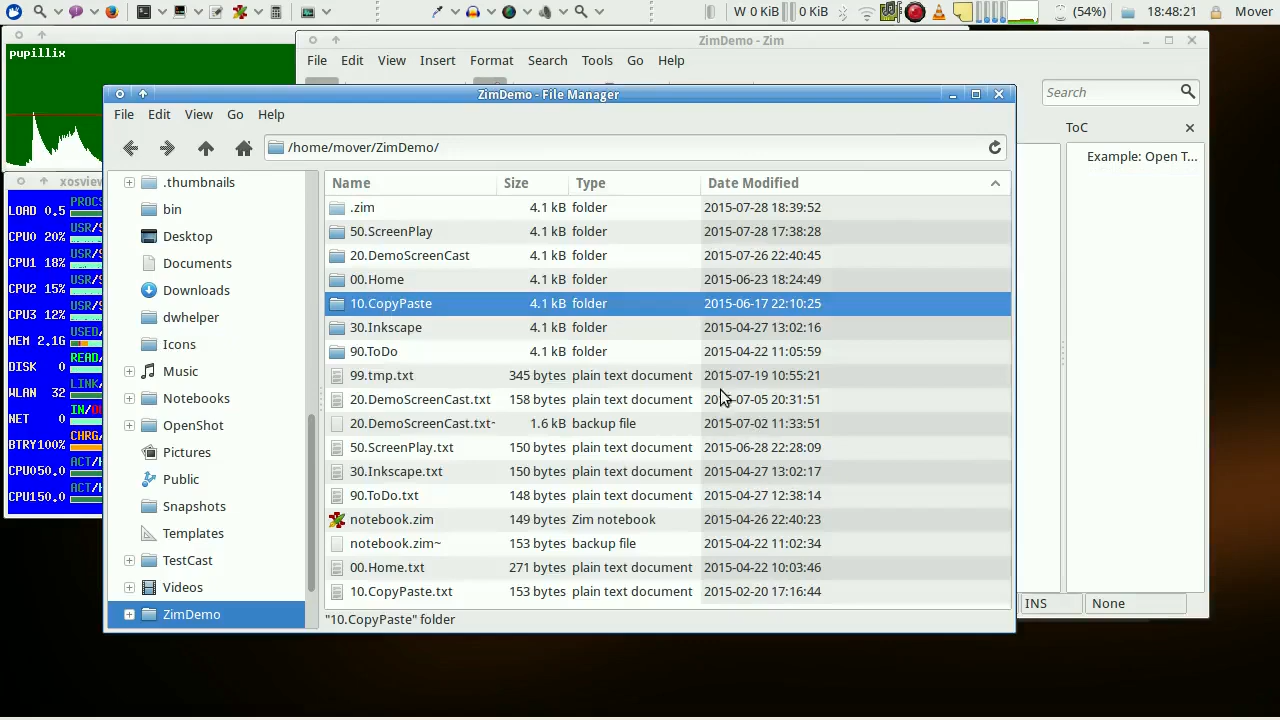 W 0 KiB 0 KiB (54%) 18:48:21 Mover
pupillix
ZimDemo - Zim
File Edit View Insert Format Search Tools Go Help
Search
ToC
Example: Open T...
INS None
xosview
LOAD 0.5 PROCS
CPU0 20% USR/S
CPU1 18% USR/S
CPU2 15% USR/S
CPU3 12% USR/S
MEM 2.1G USED/
DISK 0 READ/
WLAN 32 LINK/
NET 0 IN/OU
BTRY100% CHRG/
CPU050.0 ACT/H
CPU150.0 ACT/H
ZimDemo - File Manager
File Edit View Go Help
/home/mover/ZimDemo/
.thumbnails
bin
Desktop
Documents
Downloads
dwhelper
Icons
Music
Notebooks
OpenShot
Pictures
Public
Snapshots
Templates
TestCast
Videos
ZimDemo
Name Size Type Date Modified
.zim 4.1 kB folder 2015-07-28 18:39:52
50.ScreenPlay 4.1 kB folder 2015-07-28 17:38:28
20.DemoScreenCast 4.1 kB folder 2015-07-26 22:40:45
00.Home 4.1 kB folder 2015-06-23 18:24:49
10.CopyPaste 4.1 kB folder 2015-06-17 22:10:25
30.Inkscape 4.1 kB folder 2015-04-27 13:02:16
90.ToDo 4.1 kB folder 2015-04-22 11:05:59
99.tmp.txt 345 bytes plain text document 2015-07-19 10:55:21
20.DemoScreenCast.txt 158 bytes plain text document 2015-07-05 20:31:51
20.DemoScreenCast.txt~ 1.6 kB backup file 2015-07-02 11:33:51
50.ScreenPlay.txt 150 bytes plain text document 2015-06-28 22:28:09
30.Inkscape.txt 150 bytes plain text document 2015-04-27 13:02:17
90.ToDo.txt 148 bytes plain text document 2015-04-27 12:38:14
notebook.zim 149 bytes Zim notebook 2015-04-26 22:40:23
notebook.zim~ 153 bytes backup file 2015-04-22 11:02:34
00.Home.txt 271 bytes plain text document 2015-04-22 10:03:46
10.CopyPaste.txt 153 bytes plain text document 2015-02-20 17:16:44
"10.CopyPaste" folder